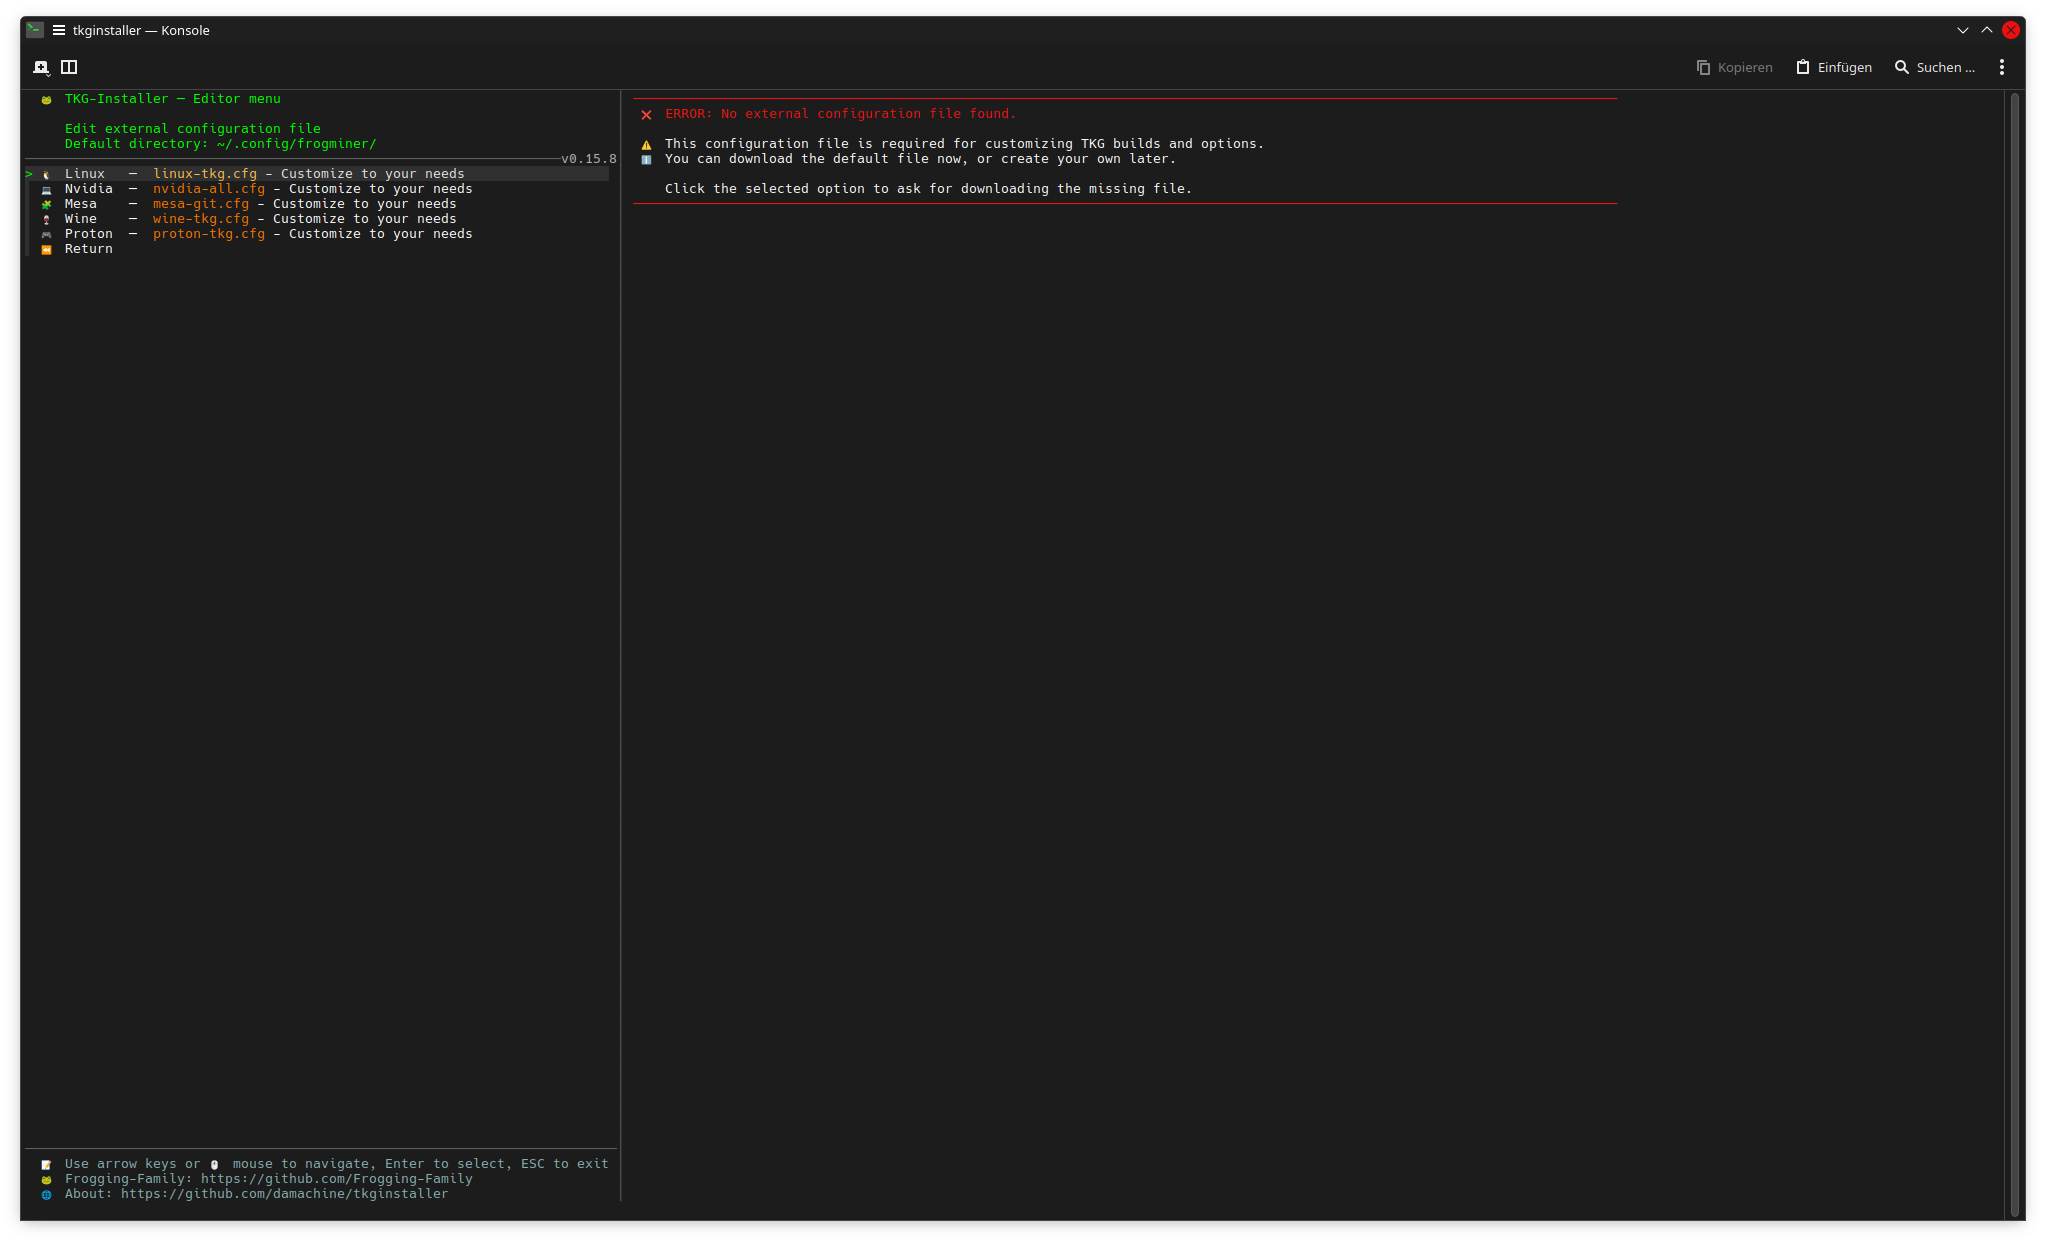 tkginstaller — Konsole
Kopieren
Einfügen
Suchen ...
TKG-Installer — Editor menu
Edit external configuration file
Default directory: ~/.config/frogminer/
v0.15.8
> Linux — linux-tkg.cfg - Customize to your needs
Nvidia — nvidia-all.cfg - Customize to your needs
Mesa — mesa-git.cfg - Customize to your needs
Wine — wine-tkg.cfg - Customize to your needs
Proton — proton-tkg.cfg - Customize to your needs
Return
Use arrow keys or mouse to navigate, Enter to select, ESC to exit
Frogging-Family: https://github.com/Frogging-Family
About: https://github.com/damachine/tkginstaller
ERROR: No external configuration file found.
This configuration file is required for customizing TKG builds and options.
You can download the default file now, or create your own later.
Click the selected option to ask for downloading the missing file.